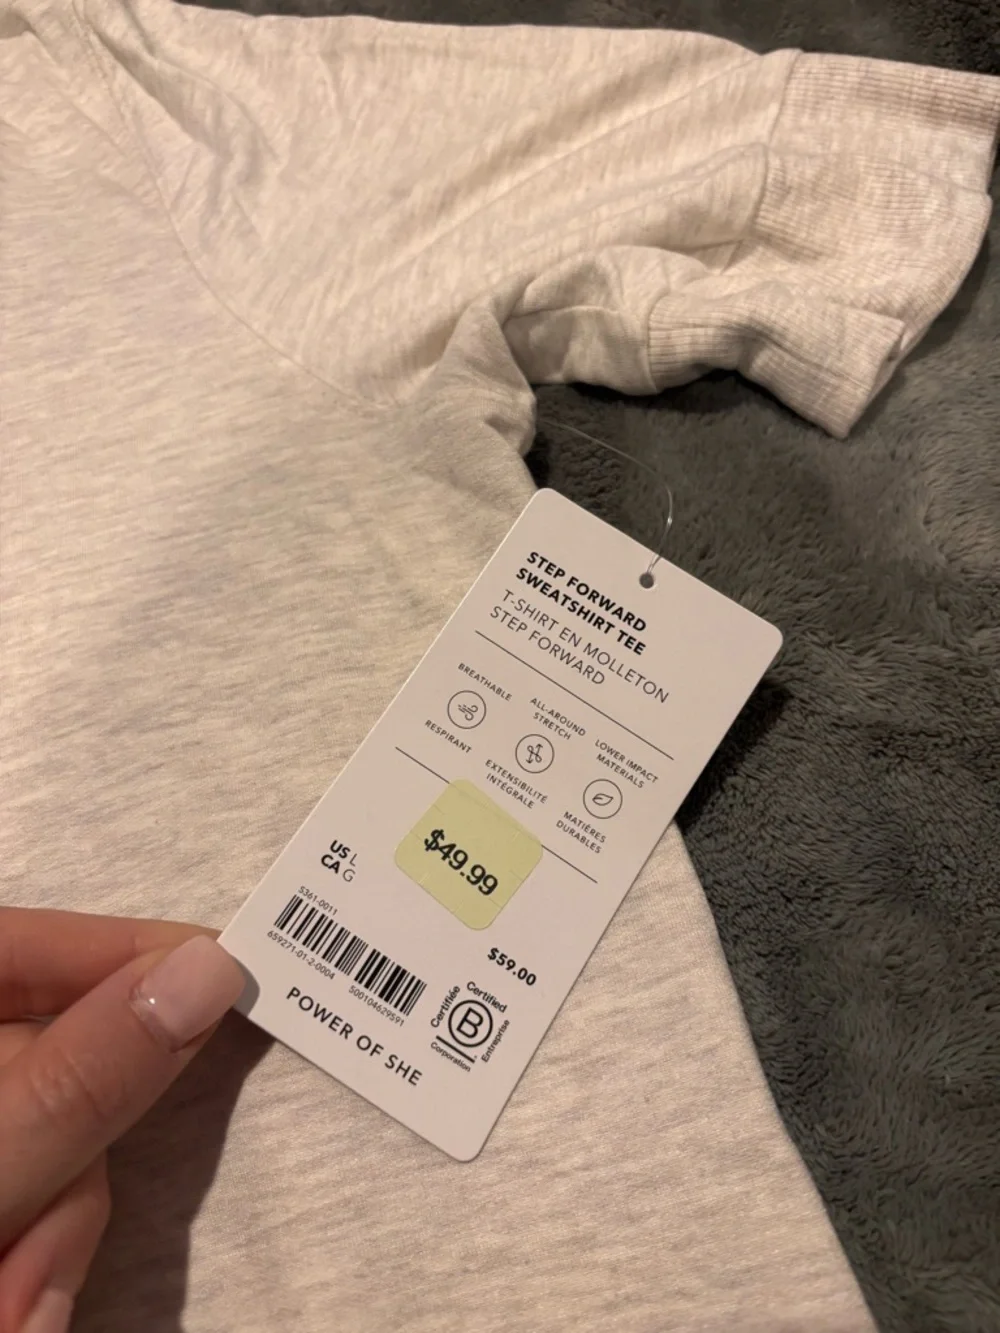 STEP FORWARD
SWEATSHIRT TEE
T-SHIRT EN MOLLETON
STEP FORWARD
BREATHABLE
RESPIRANT
ALL-AROUND
STRETCH
EXTENSIBILITÉ
INTÉGRALE
LOWER IMPACT
MATERIALS
MATIÈRES
DURABLES
$49.99
US L
CA G
S361-0011
659271-01-2-0004 500104629591
$59.00
POWER OF SHE
Certifiée
Certified
B
Corporation
Entreprise